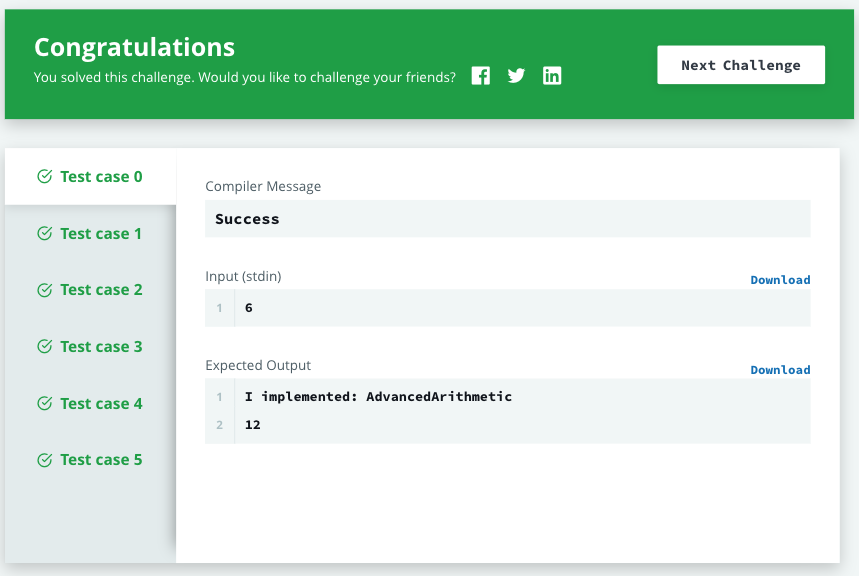 Congratulations
You solved this challenge. Would you like to challenge your friends?
Next Challenge
Test case 0
Test case 1
Test case 2
Test case 3
Test case 4
Test case 5
Compiler Message
Success
Input (stdin)
Download
1 6
Expected Output
Download
1 I implemented: AdvancedArithmetic
2 12